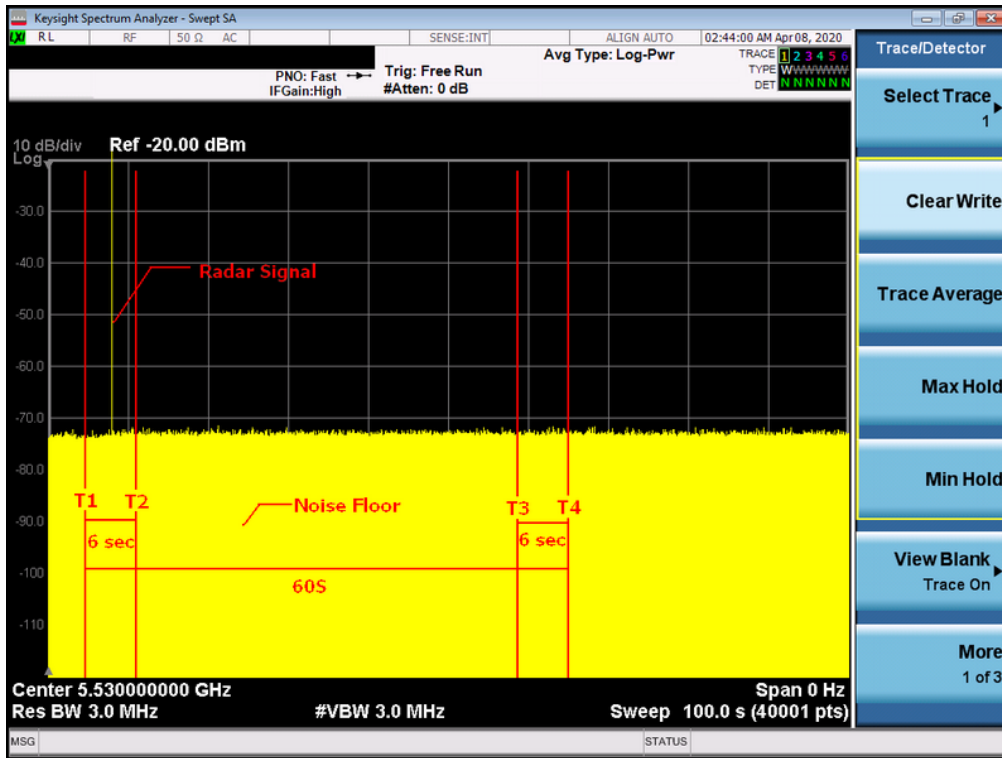 Keysight Spectrum Analyzer - Swept SA
LXI RL RF 50 Ω AC SENSE:INT ALIGN AUTO 02:44:00 AM Apr 08, 2020
Avg Type: Log-Pwr TRACE 1 2 3 4 5 6
PNO: Fast Trig: Free Run TYPE WWWWWW
IFGain:High #Atten: 0 dB DET N N N N N N
10 dB/div Ref -20.00 dBm
Log
-30.0
-40.0
Radar Signal
-50.0
-60.0
-70.0
-80.0
T1 T2 Noise Floor T3 T4
-90.0
6 sec 6 sec
-100
60S
-110
Center 5.530000000 GHz Span 0 Hz
Res BW 3.0 MHz #VBW 3.0 MHz Sweep 100.0 s (40001 pts)
MSG STATUS
Trace/Detector
Select Trace
1
Clear Write
Trace Average
Max Hold
Min Hold
View Blank
Trace On
More
1 of 3